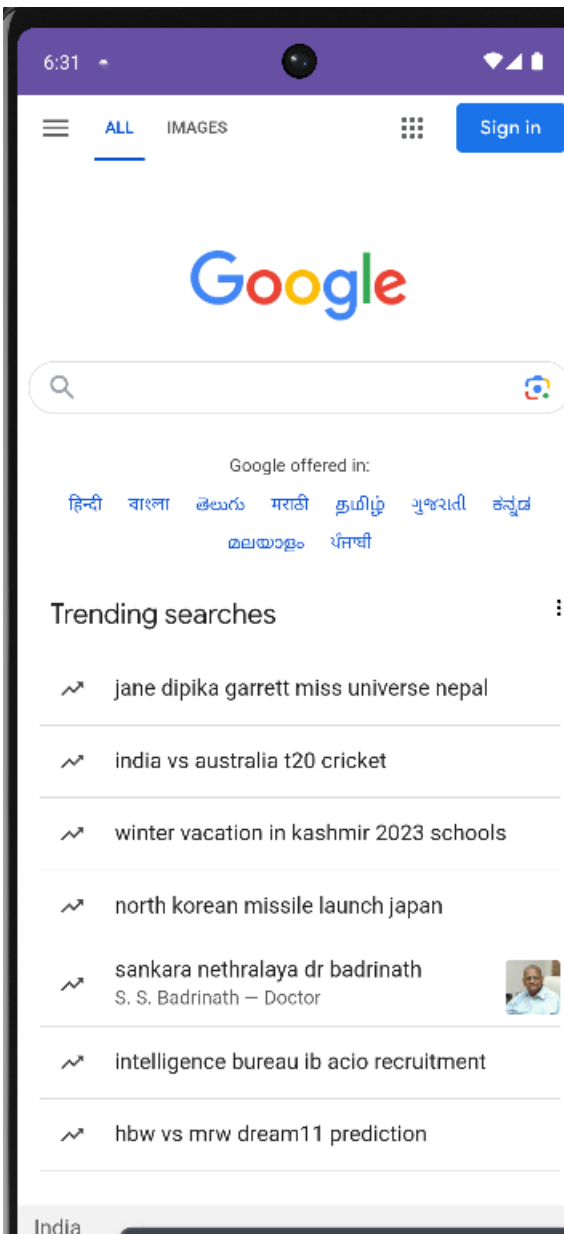 6:31
ALL IMAGES Sign in
Google
Google offered in:
हिन्दी বাংলা తెలుగు मराठी தமிழ் ગુજરાતી ಕನ್ನಡ
മലയാളം ਪੰਜਾਬੀ
Trending searches
jane dipika garrett miss universe nepal
india vs australia t20 cricket
winter vacation in kashmir 2023 schools
north korean missile launch japan
sankara nethralaya dr badrinath
S. S. Badrinath — Doctor
intelligence bureau ib acio recruitment
hbw vs mrw dream11 prediction
India